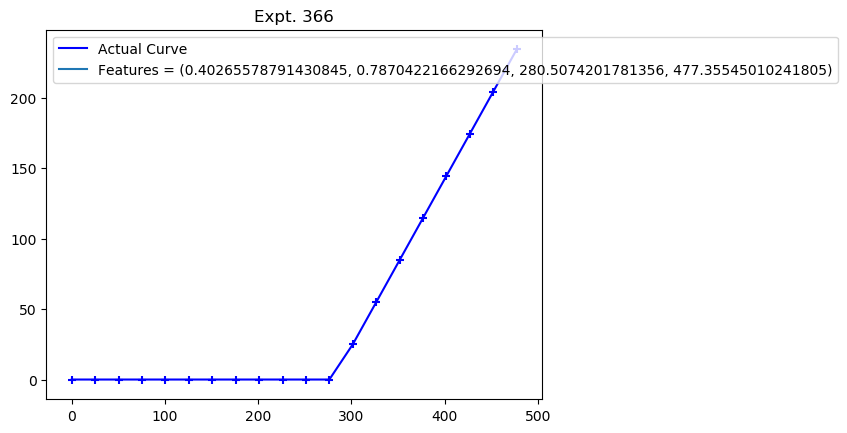 Expt. 366
Actual Curve
Features = (0.40265578791430845, 0.7870422166292694, 280.5074201781356, 477.35545010241805)
200
150
100
50
0
0 100 200 300 400 500